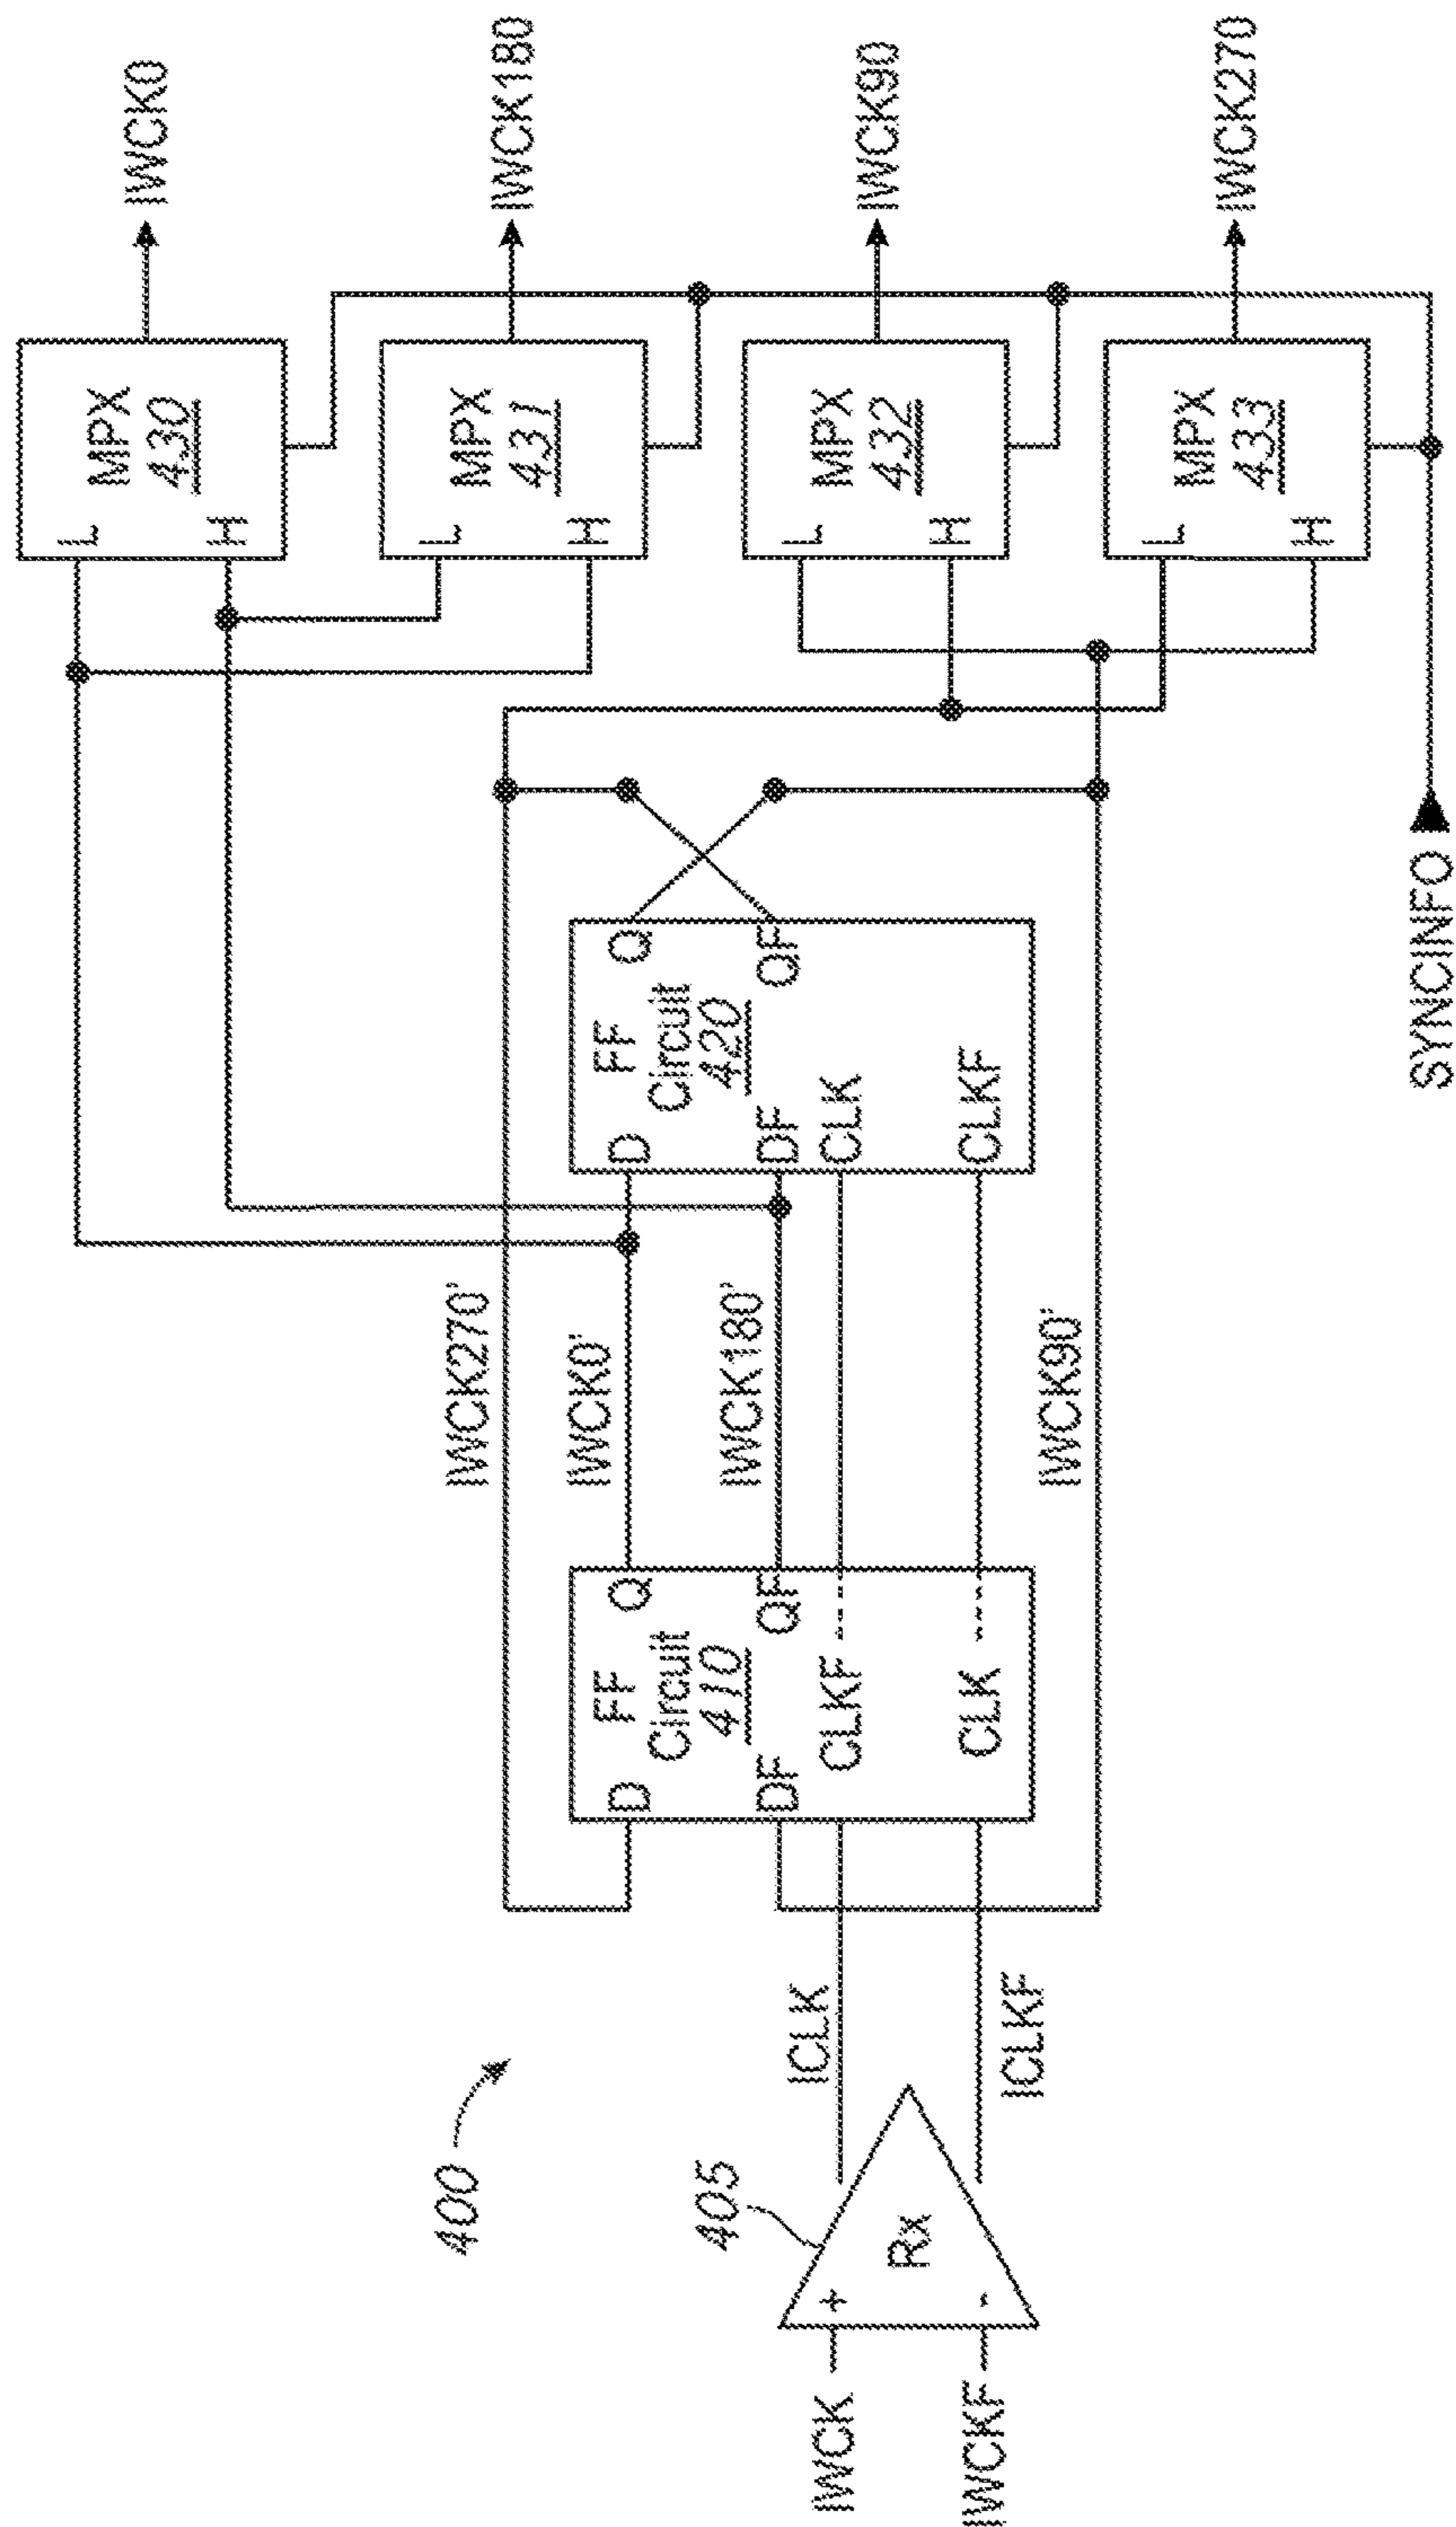 400
IWCK
IWCKF
+
-
Rx
405
ICLK
ICLKF
D
DF
FF
Circuit
410
Q
QF
CLKF
CLK
IWCK270'
IWCK0'
IWCK180'
IWCK90'
D
DF
CLK
CLKF
FF
Circuit
420
Q
QF
SYNCINFO
L
H
MPX
430
IWCK0
L
H
MPX
431
IWCK180
L
H
MPX
432
IWCK90
L
H
MPX
433
IWCK270